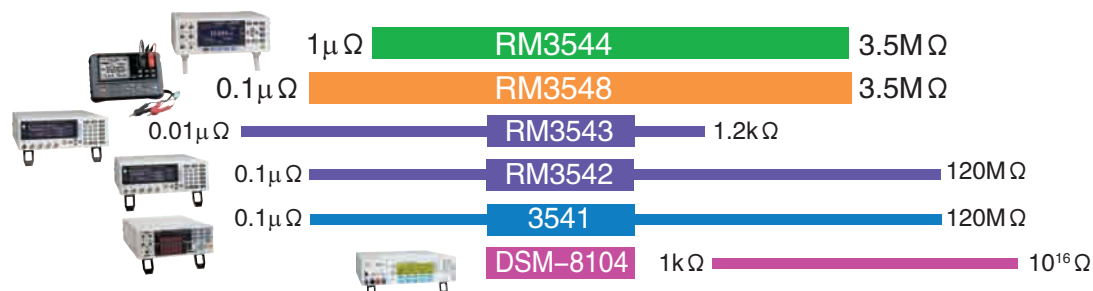 1μΩ RM3544 3.5MΩ
0.1μΩ RM3548 3.5MΩ
0.01μΩ RM3543 1.2kΩ
0.1μΩ RM3542 120MΩ
0.1μΩ 3541 120MΩ
DSM–8104 1kΩ 10¹⁶Ω